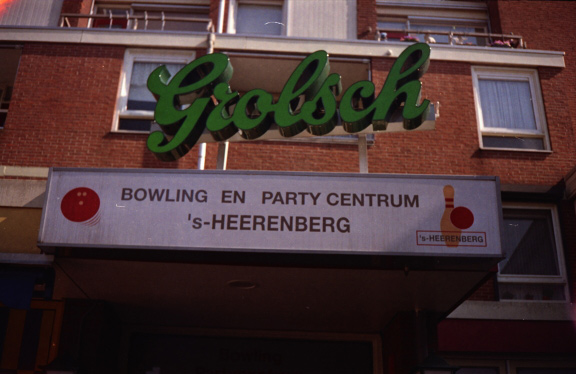 Grolsch
BOWLING EN PARTY CENTRUM
's-HEERENBERG
's-HEERENBERG